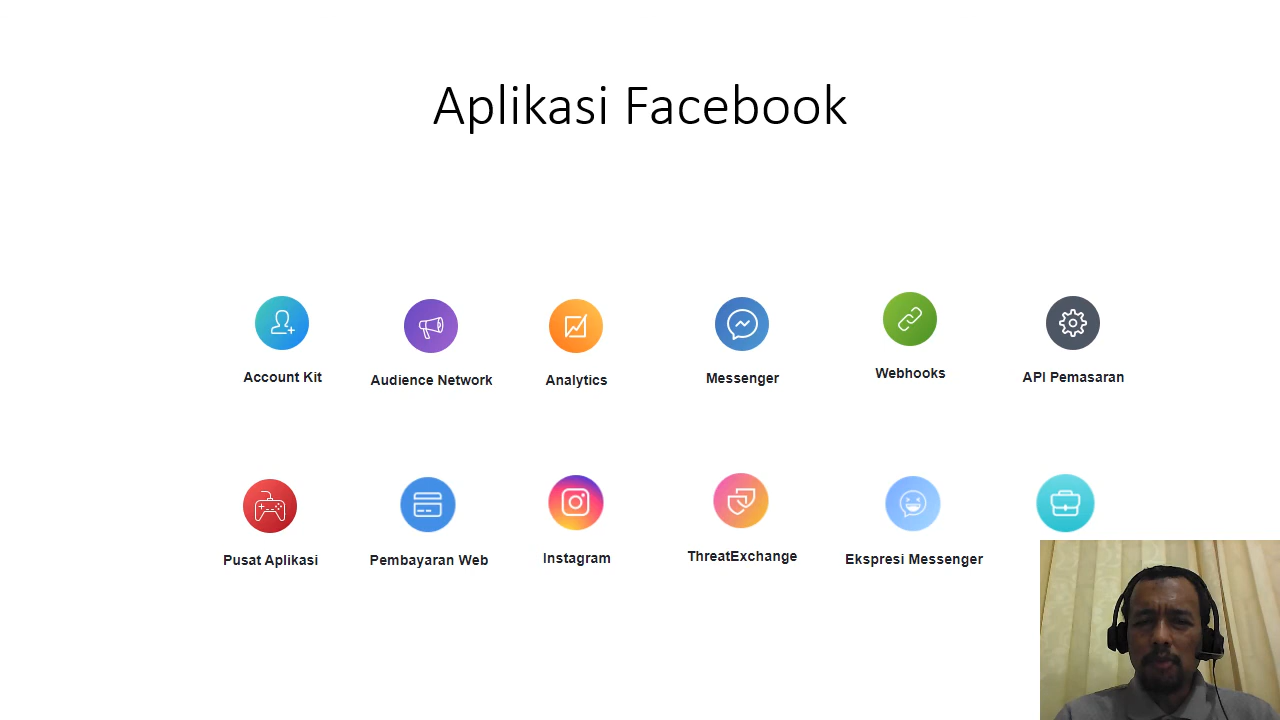 Aplikasi Facebook
Account Kit
Audience Network
Analytics
Messenger
Webhooks
API Pemasaran
Pusat Aplikasi
Pembayaran Web
Instagram
ThreatExchange
Ekspresi Messenger